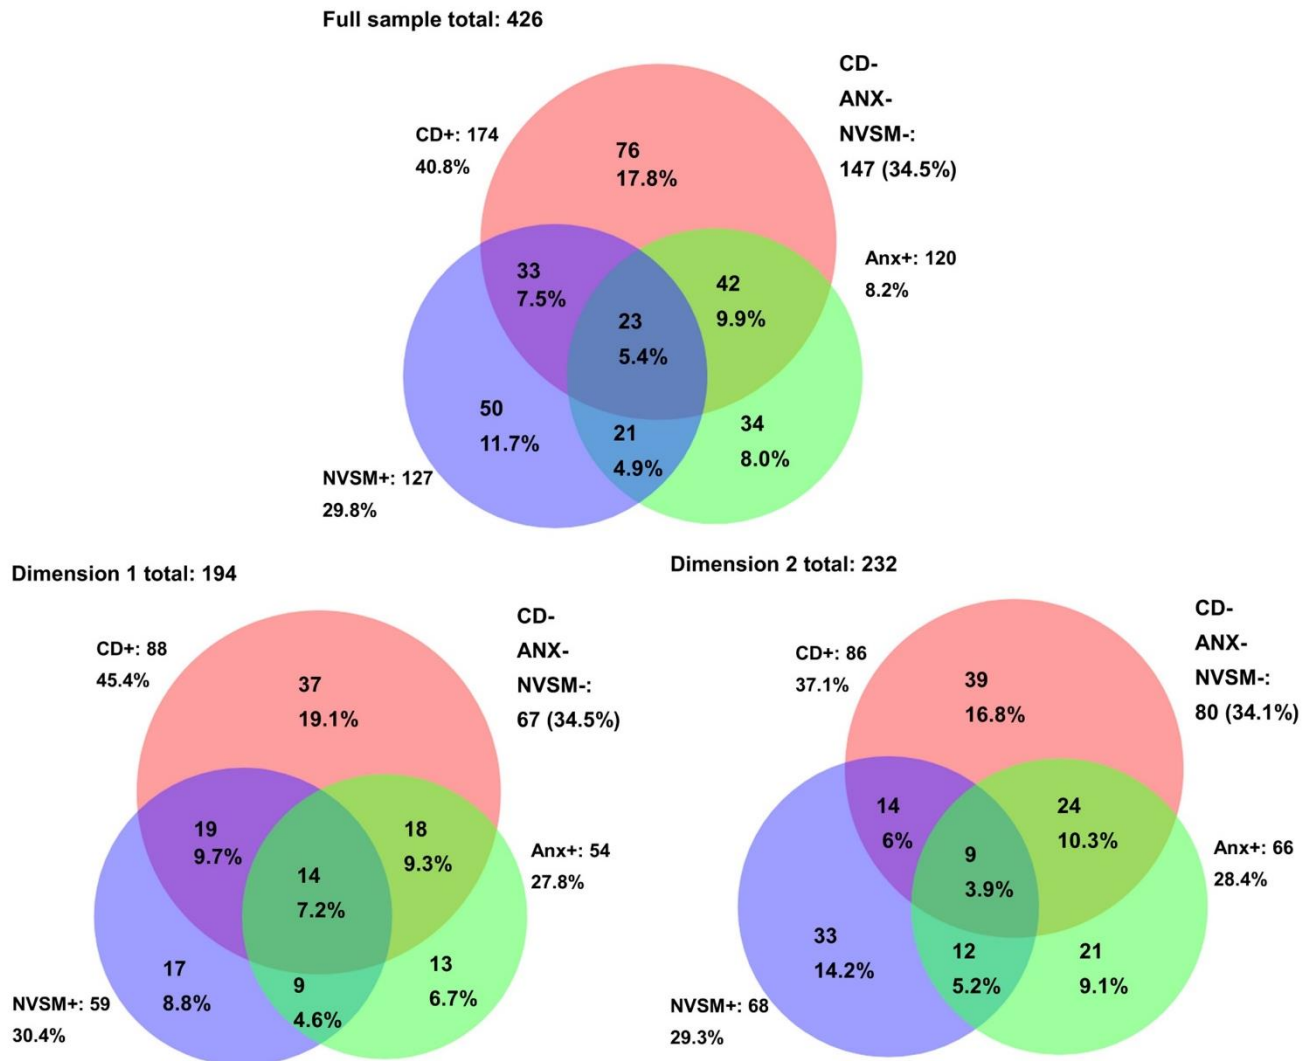 Full sample total: 426
CD-
ANX-
NVSM-:
147 (34.5%)
CD+: 174
40.8%
76
17.8%
Anx+: 120
8.2%
33
7.5%
42
9.9%
23
5.4%
50
11.7%
21
4.9%
34
8.0%
NVSM+: 127
29.8%
Dimension 1 total: 194
CD-
ANX-
NVSM-:
67 (34.5%)
CD+: 88
45.4%
37
19.1%
19
9.7%
18
9.3%
Anx+: 54
27.8%
14
7.2%
17
8.8%
9
4.6%
13
6.7%
NVSM+: 59
30.4%
Dimension 2 total: 232
CD-
ANX-
NVSM-:
80 (34.1%)
CD+: 86
37.1%
39
16.8%
14
6%
24
10.3%
Anx+: 66
28.4%
9
3.9%
33
14.2%
12
5.2%
21
9.1%
NVSM+: 68
29.3%